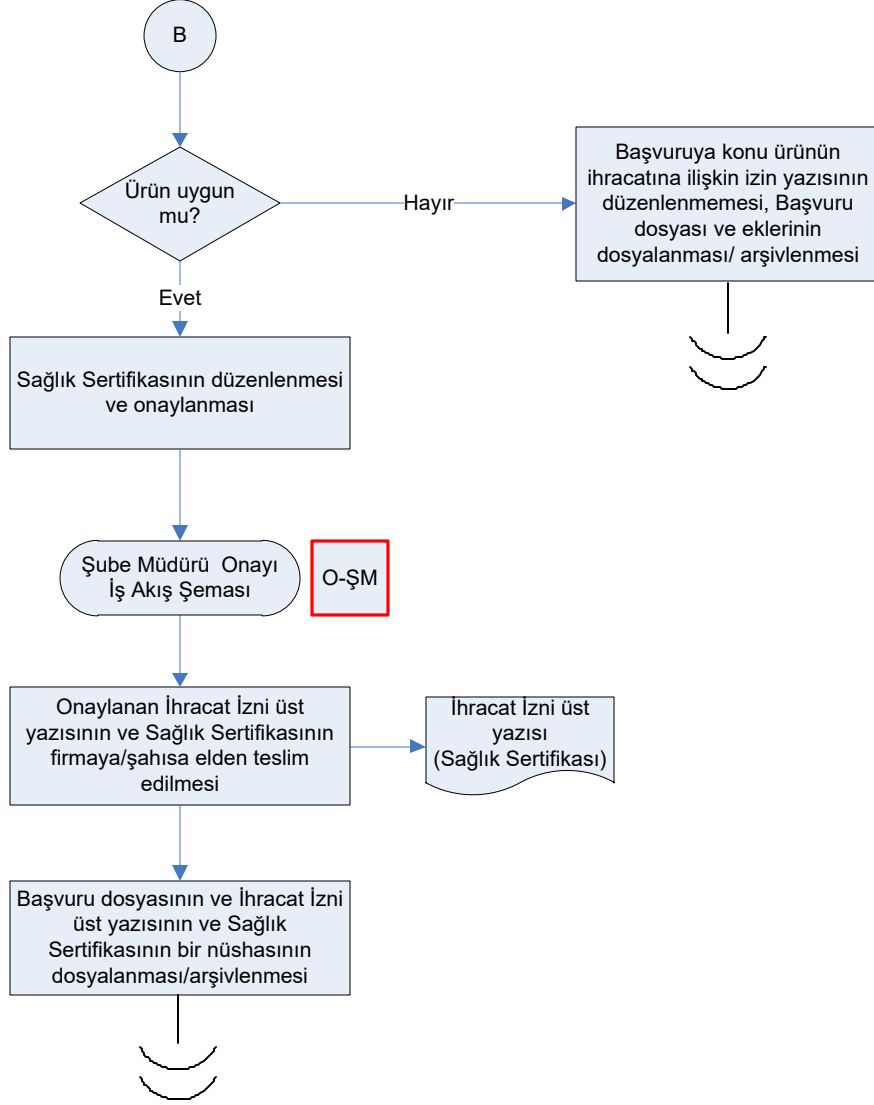 B
Ürün uygun
mu?
Hayır
Başvuruya konu ürünün
ihracatına ilişkin izin yazısının
düzenlenmemesi, Başvuru
dosyası ve eklerinin
dosyalanması/ arşivlenmesi
Evet
Sağlık Sertifikasının düzenlenmesi
ve onaylanması
Şube Müdürü  Onayı
İş Akış Şeması
O-ŞM
Onaylanan İhracat İzni üst
yazısının ve Sağlık Sertifikasının
firmaya/şahısa elden teslim
edilmesi
İhracat İzni üst
yazısı
(Sağlık Sertifikası)
Başvuru dosyasının ve İhracat İzni
üst yazısının ve Sağlık
Sertifikasının bir nüshasının
dosyalanması/arşivlenmesi